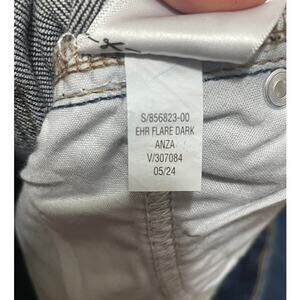 S/856823-00
EHR FLARE DARK
ANZA
V/307084
05/24